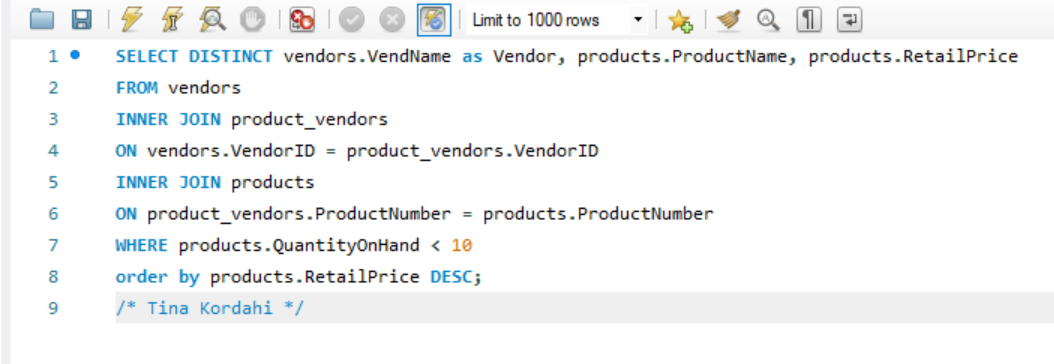 Limit to 1000 rows
1 SELECT DISTINCT vendors.VendName as Vendor, products.ProductName, products.RetailPrice
2 FROM vendors
3 INNER JOIN product_vendors
4 ON vendors.VendorID = product_vendors.VendorID
5 INNER JOIN products
6 ON product_vendors.ProductNumber = products.ProductNumber
7 WHERE products.QuantityOnHand < 10
8 order by products.RetailPrice DESC;
9 /* Tina Kordahi */